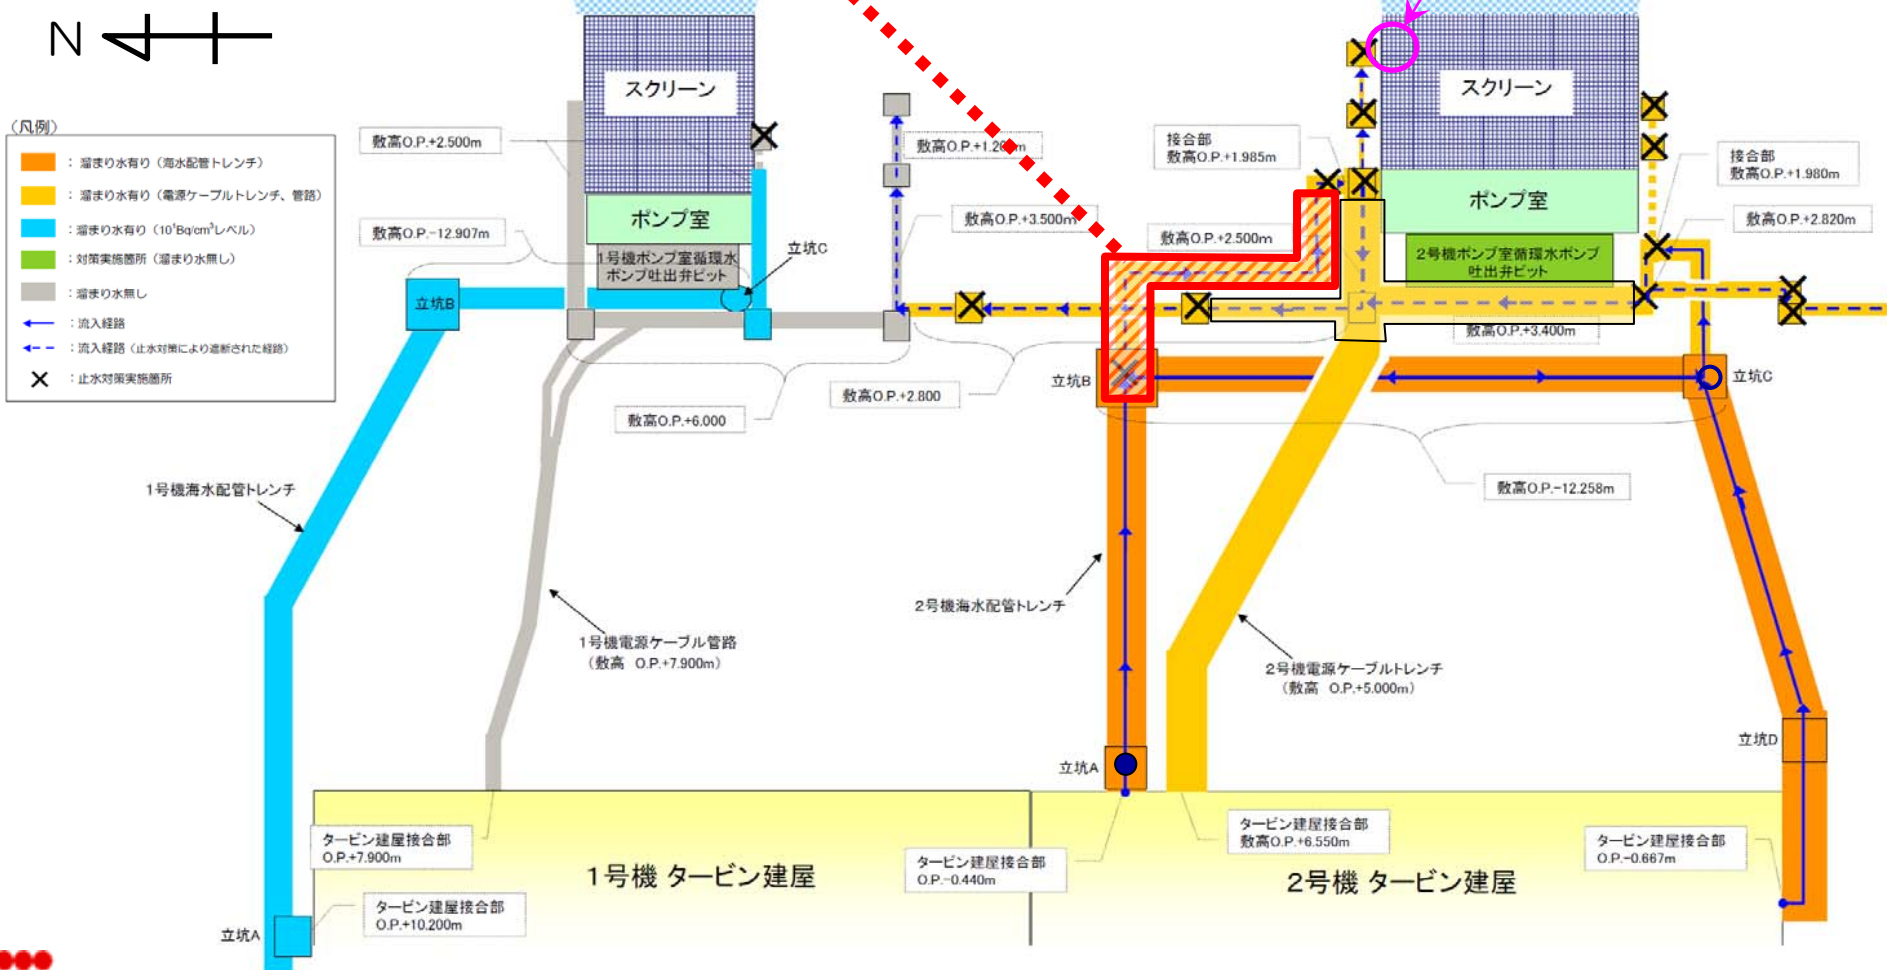 N
スクリーン
スクリーン
(凡例)
：溜まり水有り（海水配管トレンチ）
：溜まり水有り（電源ケーブルトレンチ、管路）
：溜まり水有り（10¹Bq/cm³レベル）
：対策実施箇所（溜まり水無し）
：溜まり水無し
：流入経路
：流入経路（止水対策により遮断された経路）
：止水対策実施箇所
敷高O.P.+2.500m
敷高O.P.-12.907m
ポンプ室
1号機ポンプ室循環水
ポンプ吐出弁ピット
立坑C
立坑B
敷高O.P.+3.500m
接合部
敷高O.P.+1.985m
敷高O.P.+2.500m
ポンプ室
2号機ポンプ室循環水ポンプ
吐出弁ピット
接合部
敷高O.P.+1.980m
敷高O.P.+2.820m
敷高O.P.+3.400m
立坑B
立坑C
敷高O.P.+2.800
敷高O.P.+6.000
敷高O.P.-12.258m
1号機海水配管トレンチ
2号機海水配管トレンチ
1号機電源ケーブル管路
（敷高 O.P.+7.900m）
2号機電源ケーブルトレンチ
（敷高 O.P.+5.000m）
立坑D
立坑A
タービン建屋接合部
O.P.+7.900m
タービン建屋接合部
O.P.+10.200m
立坑A
1号機 タービン建屋
タービン建屋接合部
O.P.-0.440m
タービン建屋接合部
敷高O.P.+6.550m
2号機 タービン建屋
タービン建屋接合部
O.P.-0.667m